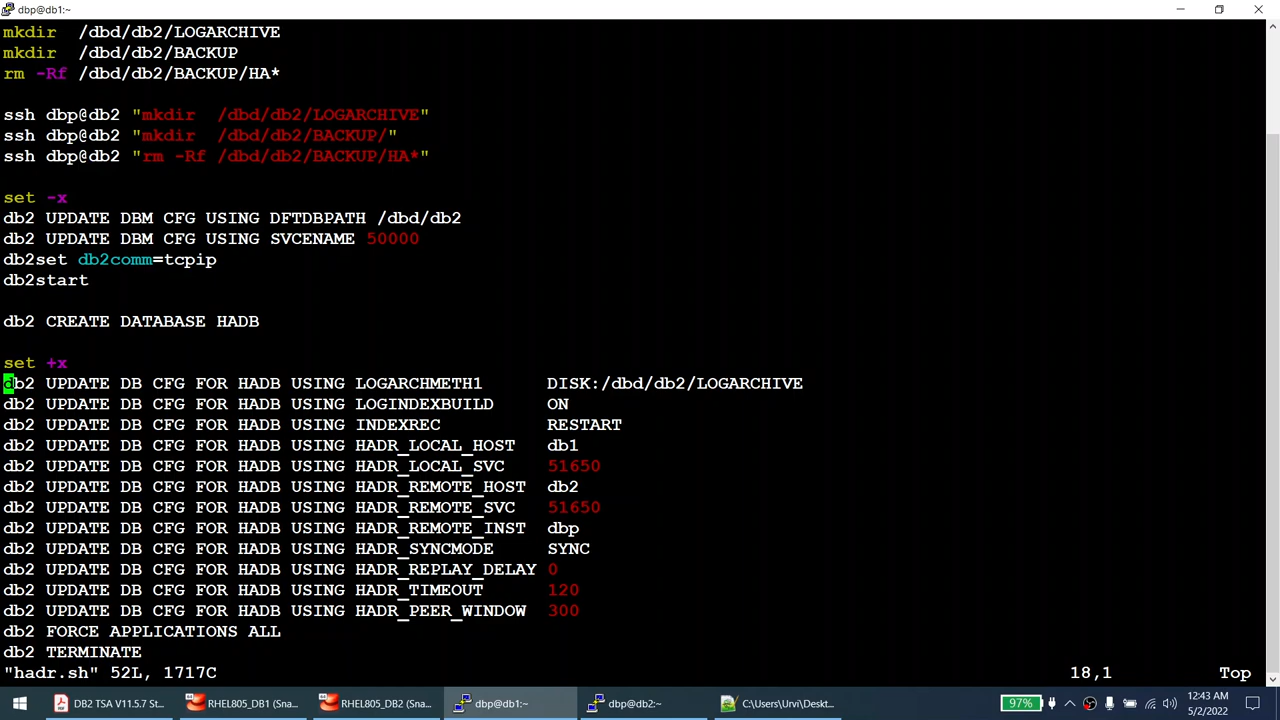 dbp@db1:~
mkdir  /dbd/db2/LOGARCHIVE
mkdir  /dbd/db2/BACKUP
rm -Rf /dbd/db2/BACKUP/HA*
ssh dbp@db2 "mkdir  /dbd/db2/LOGARCHIVE"
ssh dbp@db2 "mkdir  /dbd/db2/BACKUP/"
ssh dbp@db2 "rm -Rf /dbd/db2/BACKUP/HA*"
set -x
db2 UPDATE DBM CFG USING DFTDBPATH /dbd/db2
db2 UPDATE DBM CFG USING SVCENAME 50000
db2set db2comm=tcpip
db2start
db2 CREATE DATABASE HADB
set +x
db2 UPDATE DB CFG FOR HADB USING LOGARCHMETH1      DISK:/dbd/db2/LOGARCHIVE
db2 UPDATE DB CFG FOR HADB USING LOGINDEXBUILD     ON
db2 UPDATE DB CFG FOR HADB USING INDEXREC          RESTART
db2 UPDATE DB CFG FOR HADB USING HADR_LOCAL_HOST   db1
db2 UPDATE DB CFG FOR HADB USING HADR_LOCAL_SVC    51650
db2 UPDATE DB CFG FOR HADB USING HADR_REMOTE_HOST  db2
db2 UPDATE DB CFG FOR HADB USING HADR_REMOTE_SVC   51650
db2 UPDATE DB CFG FOR HADB USING HADR_REMOTE_INST  dbp
db2 UPDATE DB CFG FOR HADB USING HADR_SYNCMODE     SYNC
db2 UPDATE DB CFG FOR HADB USING HADR_REPLAY_DELAY 0
db2 UPDATE DB CFG FOR HADB USING HADR_TIMEOUT      120
db2 UPDATE DB CFG FOR HADB USING HADR_PEER_WINDOW  300
db2 FORCE APPLICATIONS ALL
db2 TERMINATE
"hadr.sh" 52L, 1717C 18,1 Top
DB2 TSA V11.5.7 St... RHEL805_DB1 (Sna... RHEL805_DB2 (Sna... dbp@db1:~ dbp@db2:~ C:\Users\Urvi\Deskt... 97% 12:43 AM
5/2/2022